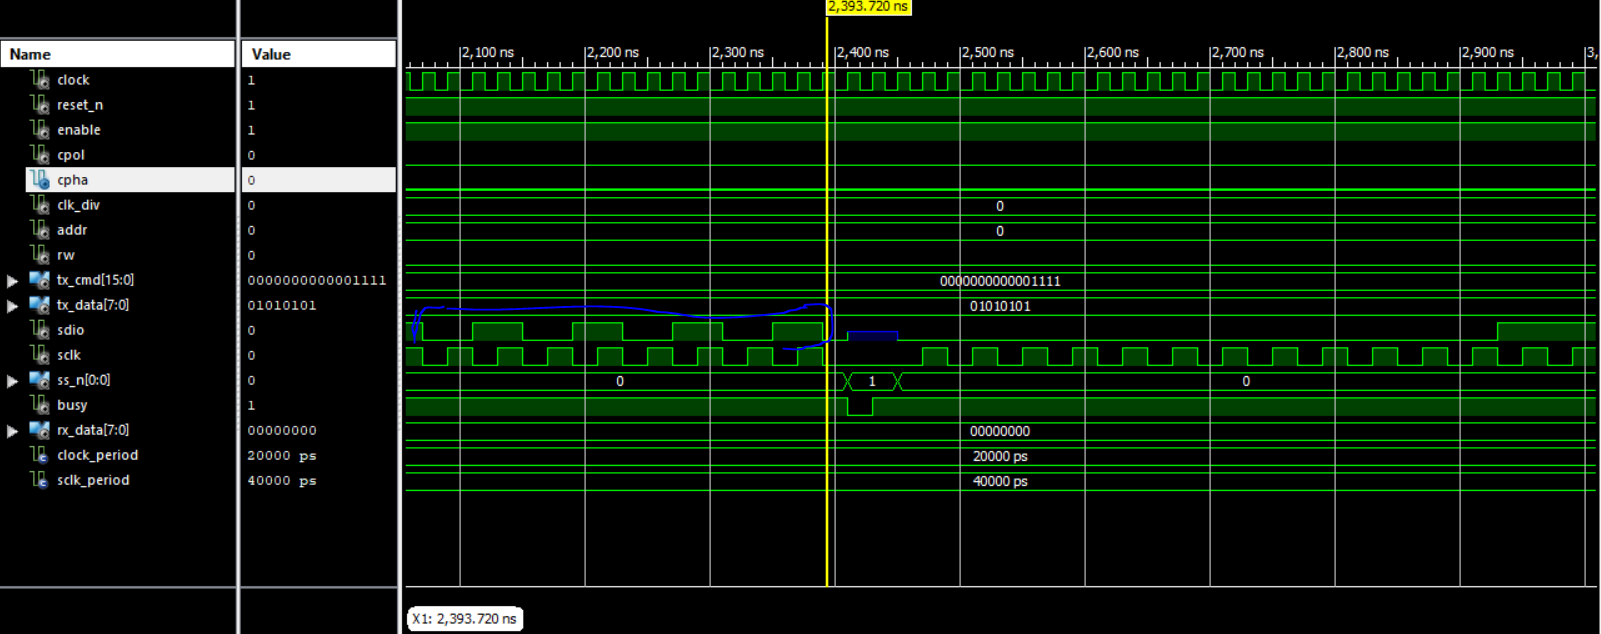 2,393.720 ns
2,100 ns 2,200 ns 2,300 ns 2,400 ns 2,500 ns 2,600 ns 2,700 ns 2,800 ns 2,900 ns 3,
Name Value
clock 1
reset_n 1
enable 1
cpol 0
cpha 0
clk_div 0 0
addr 0 0
rw 0
tx_cmd[15:0] 0000000000001111 0000000000001111
tx_data[7:0] 01010101 01010101
sdio 0
sclk 0
ss_n[0:0] 0 0 1 0
busy 1
rx_data[7:0] 00000000 00000000
clock_period 20000 ps 20000 ps
sclk_period 40000 ps 40000 ps
X1: 2,393.720 ns